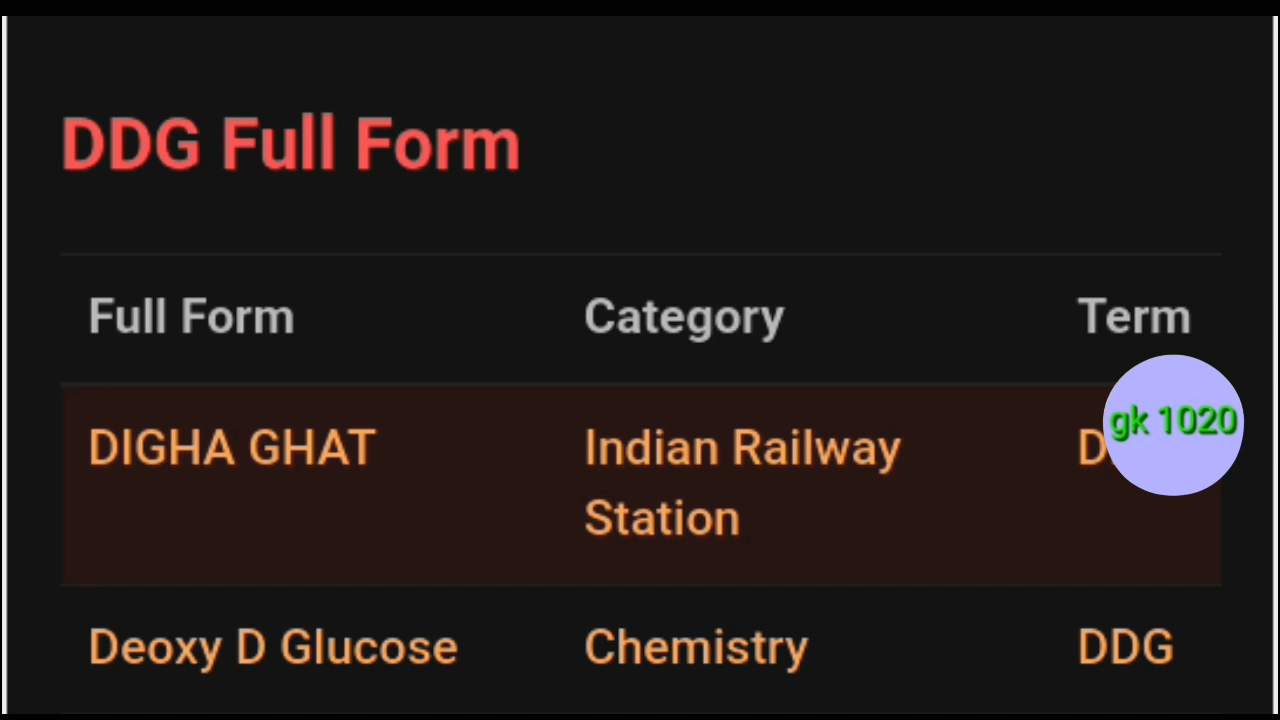 DDG Full Form
Full Form Category Term
DIGHA GHAT Indian Railway
Station
gk 1020
Deoxy D Glucose Chemistry DDG